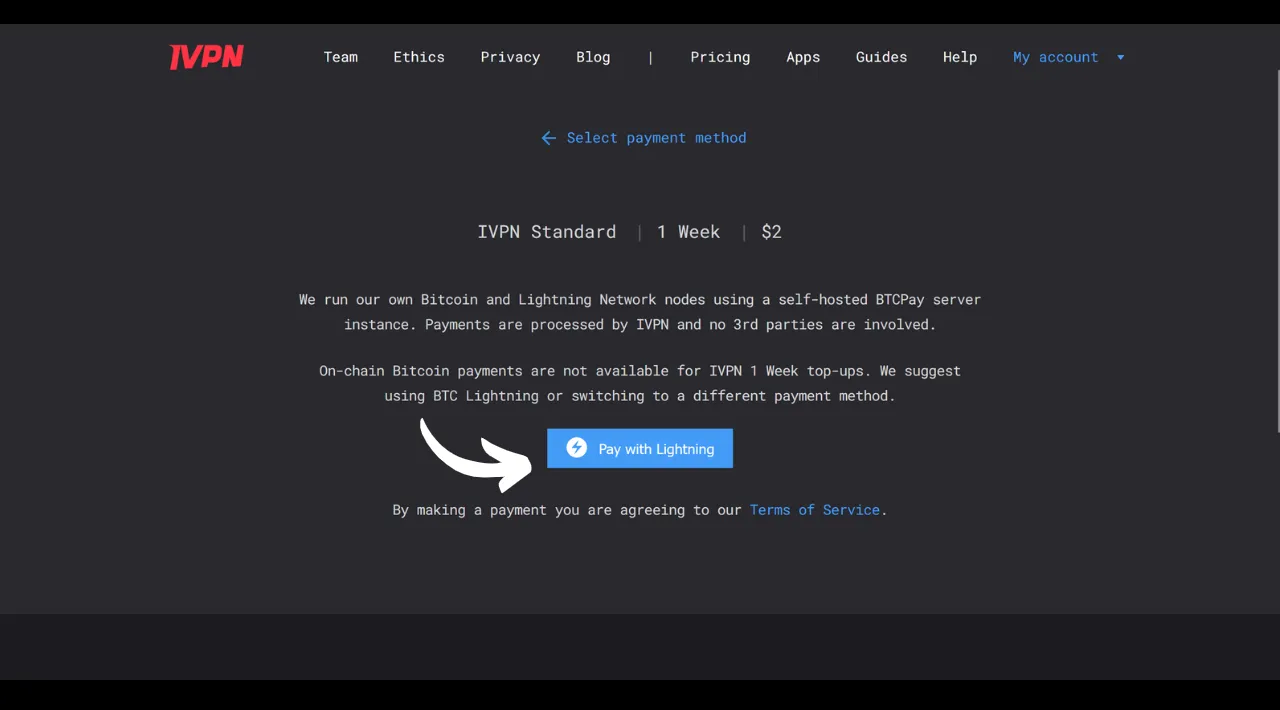 IVPN Team Ethics Privacy Blog | Pricing Apps Guides Help My account
Select payment method
IVPN Standard | 1 Week | $2
We run our own Bitcoin and Lightning Network nodes using a self-hosted BTCPay server
instance. Payments are processed by IVPN and no 3rd parties are involved.
On-chain Bitcoin payments are not available for IVPN 1 Week top-ups. We suggest
using BTC Lightning or switching to a different payment method.
Pay with Lightning
By making a payment you are agreeing to our Terms of Service.